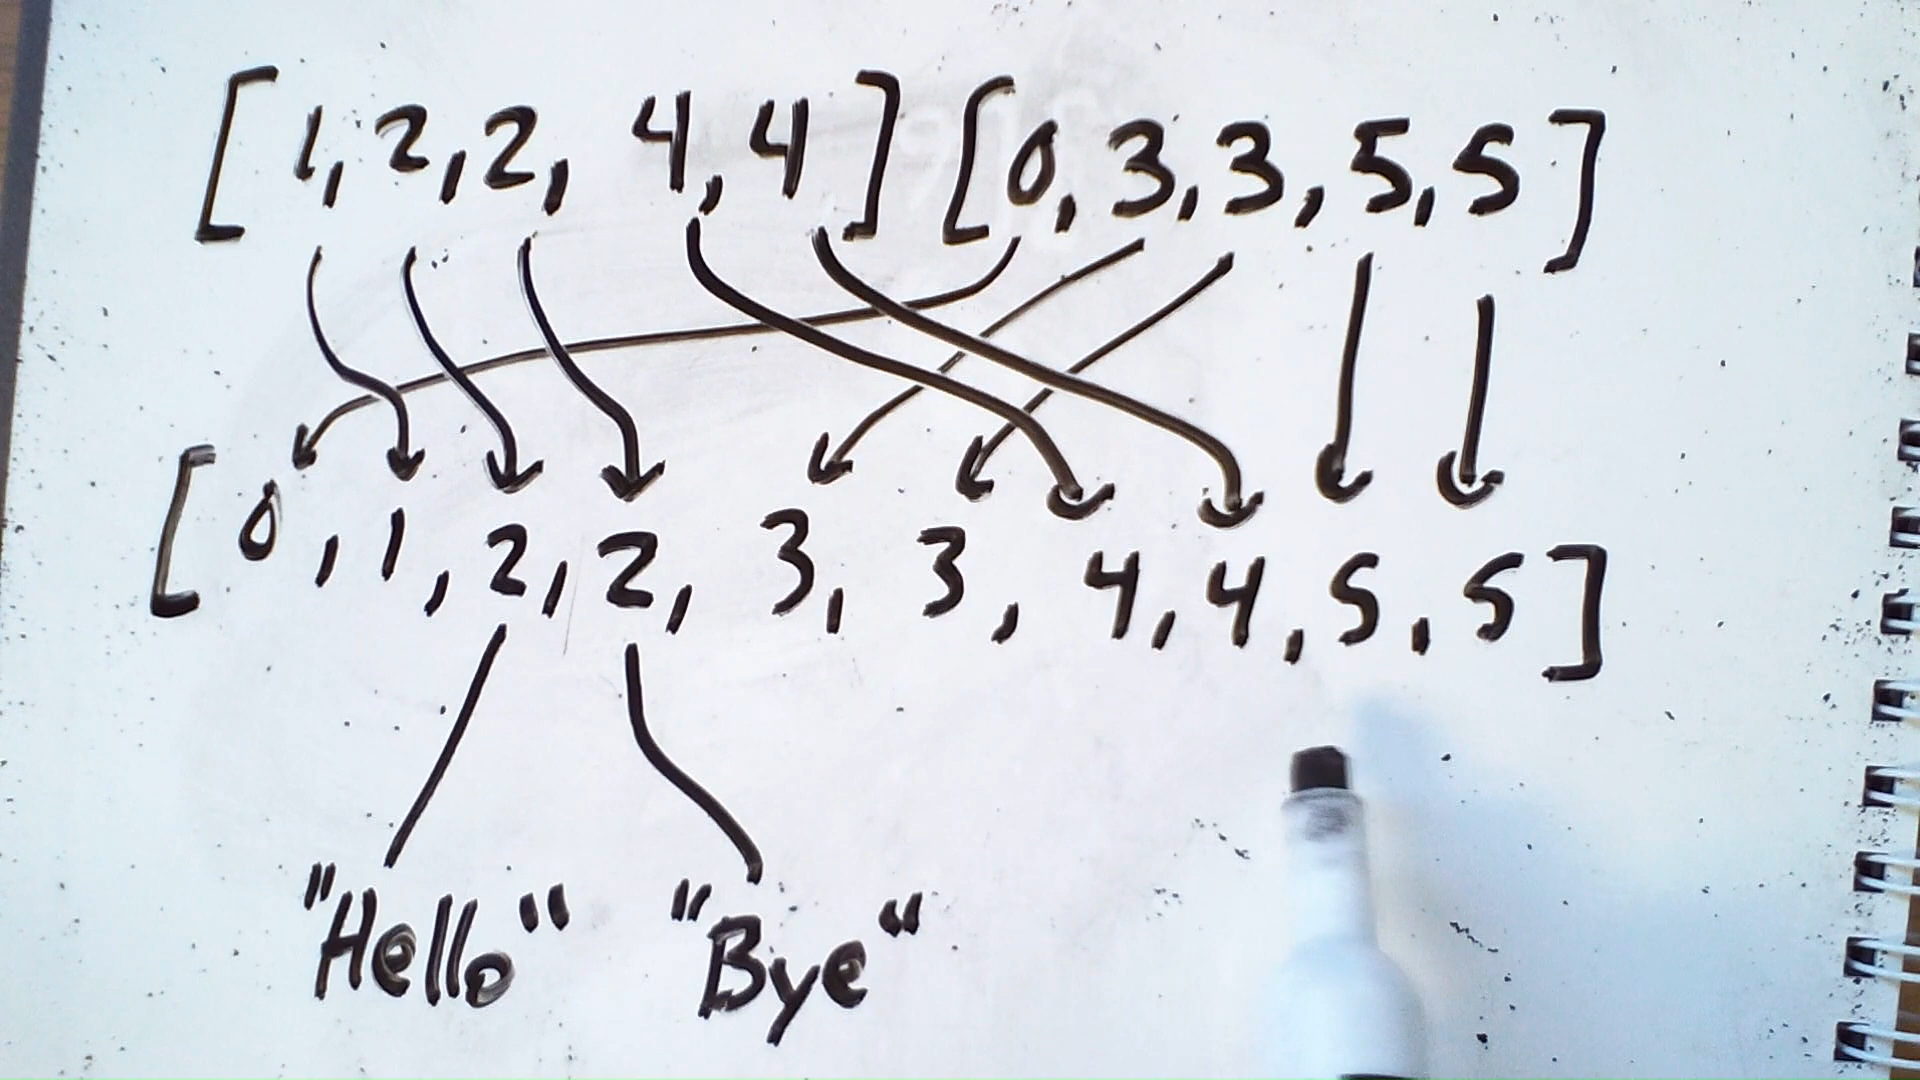 [1, 2, 2, 4, 4] [0, 3, 3, 5, 5]
[0, 1, 2, 2, 3, 3, 4, 4, 5, 5]
"Hello" "Bye"